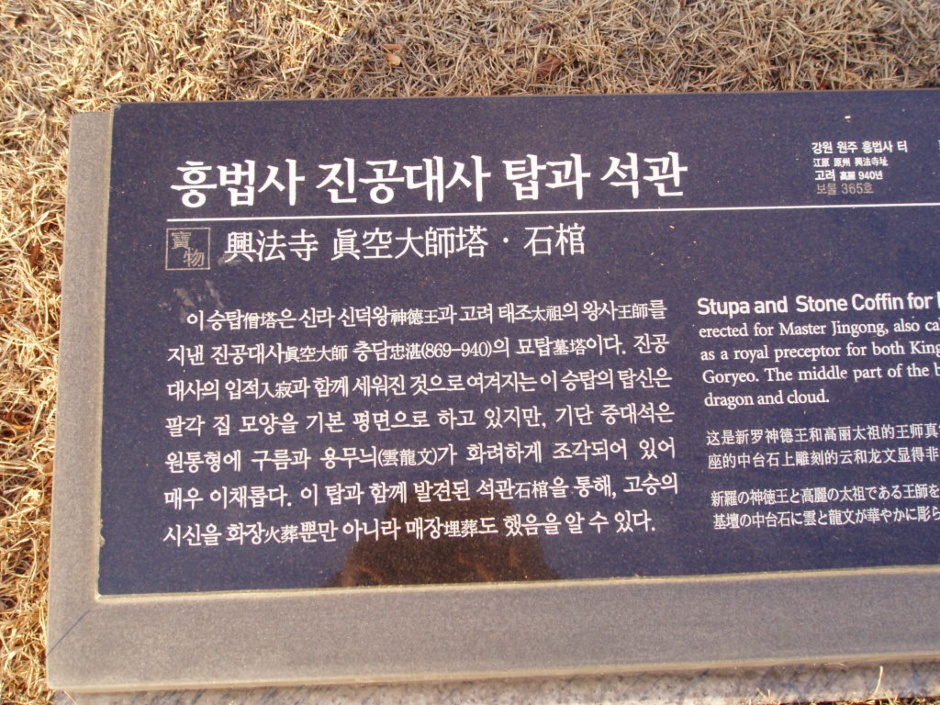 흥법사 진공대사 탑과 석관
강원 원주 흥법사 터
江原 原州 興法寺址
고려 高麗 940년
보물 365호
寶物
興法寺 眞空大師塔 · 石棺
이 승탑僧塔은 신라 신덕왕神德王과 고려 태조太祖의 왕사王師를
지낸 진공대사眞空大師 충담忠湛(869-940)의 묘탑墓塔이다. 진공
대사의 입적入寂과 함께 세워진 것으로 여겨지는 이 승탑의 탑신은
팔각 집 모양을 기본 평면으로 하고 있지만, 기단 중대석은
원통형에 구름과 용무늬(雲龍文)가 화려하게 조각되어 있어
매우 이채롭다. 이 탑과 함께 발견된 석관石棺을 통해, 고승의
시신을 화장火葬뿐만 아니라 매장埋葬도 했음을 알 수 있다.
Stupa and Stone Coffin for
erected for Master Jingong, also
as a royal preceptor for both King
Goryeo. The middle part of the
dragon and cloud.
这是新罗神德王和高丽太祖的王师真
座的中台石上雕刻的云和龙文显得非
新羅の神徳王と高麗の太祖である王師を
基壇の中台石に雲と龍文が華やかに彫ら